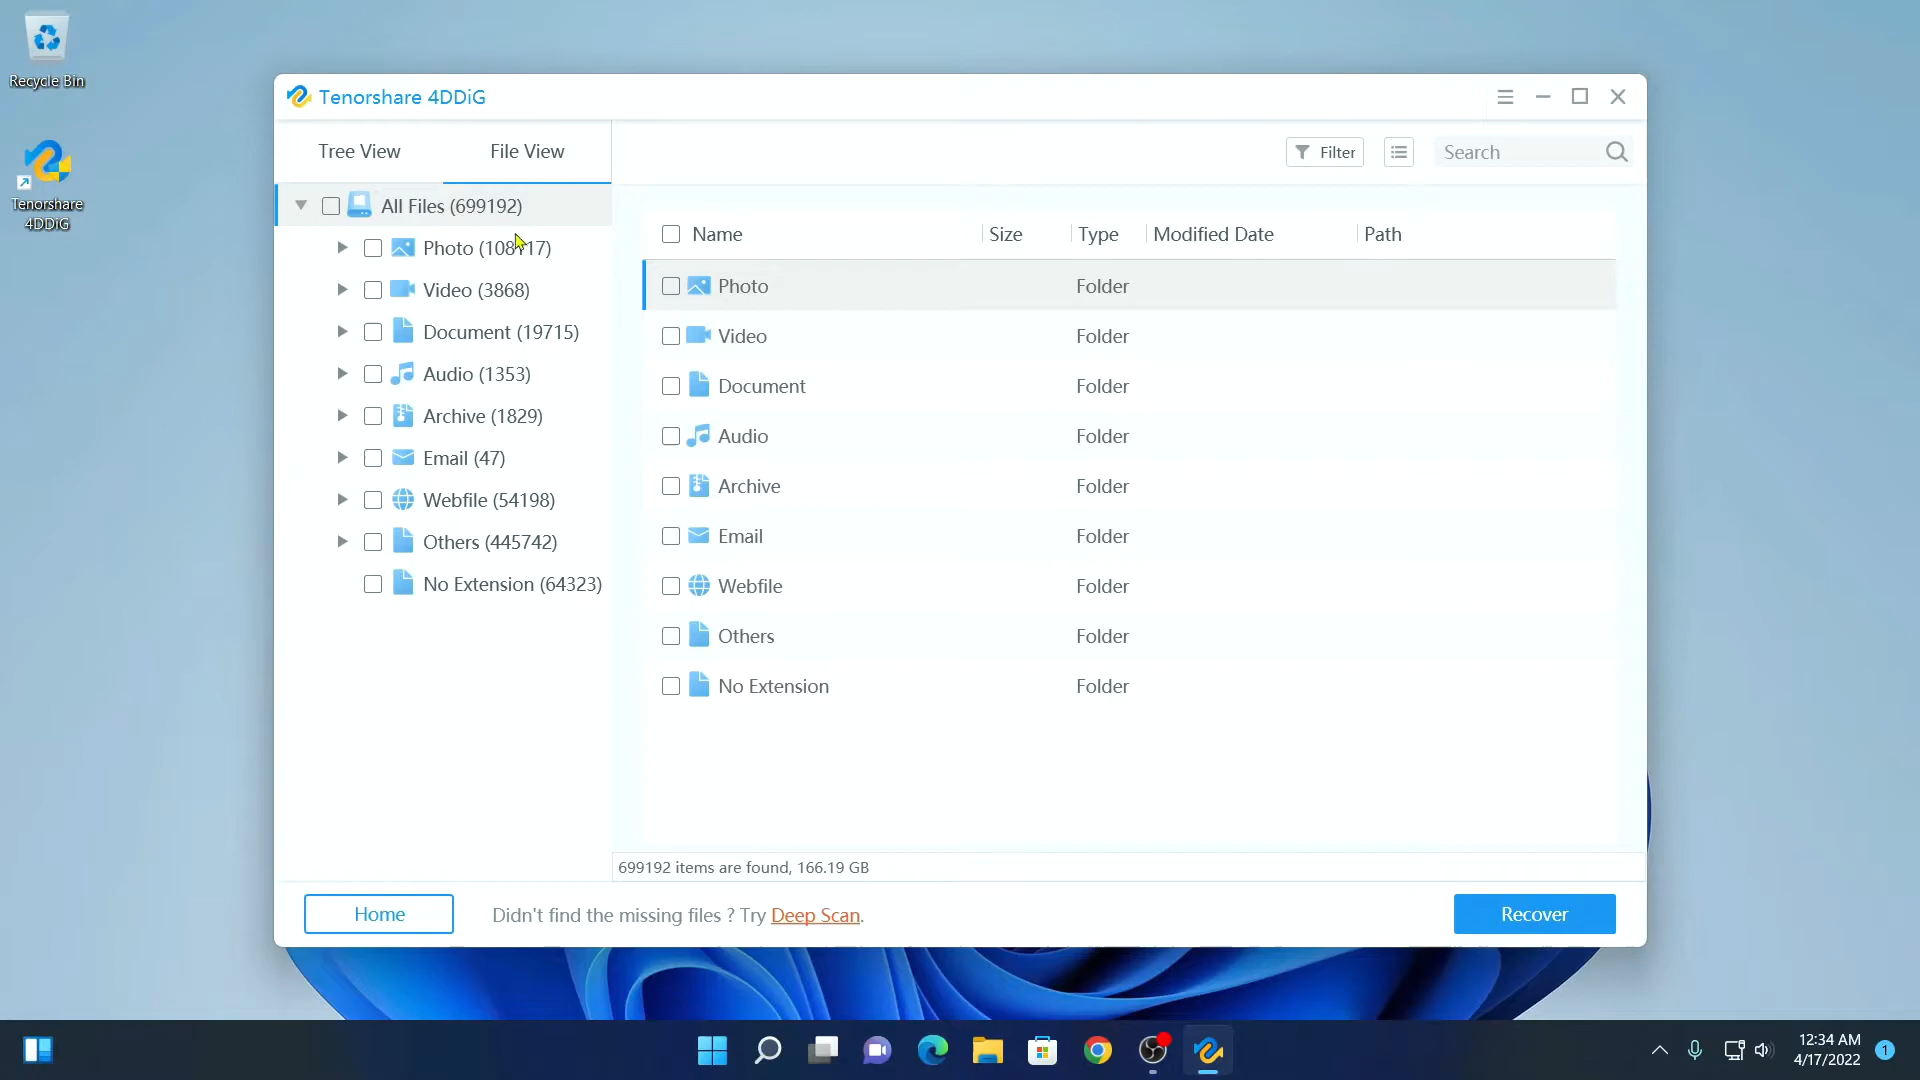 Recycle Bin
Tenorshare
4DDiG
Tenorshare 4DDiG
Tree View
File View
Filter
Search
All Files (699192)
Photo
Video (3868)
Document (19715)
Audio (1353)
Archive (1829)
Email (47)
Webfile (54198)
Others (445742)
No Extension (64323)
Name Size Type Modified Date Path
Photo Folder
Video Folder
Document Folder
Audio Folder
Archive Folder
Email Folder
Webfile Folder
Others Folder
No Extension Folder
699192 items are found, 166.19 GB
Home
Didn't find the missing files ? Try Deep Scan.
Recover
12:34 AM
4/17/2022
1